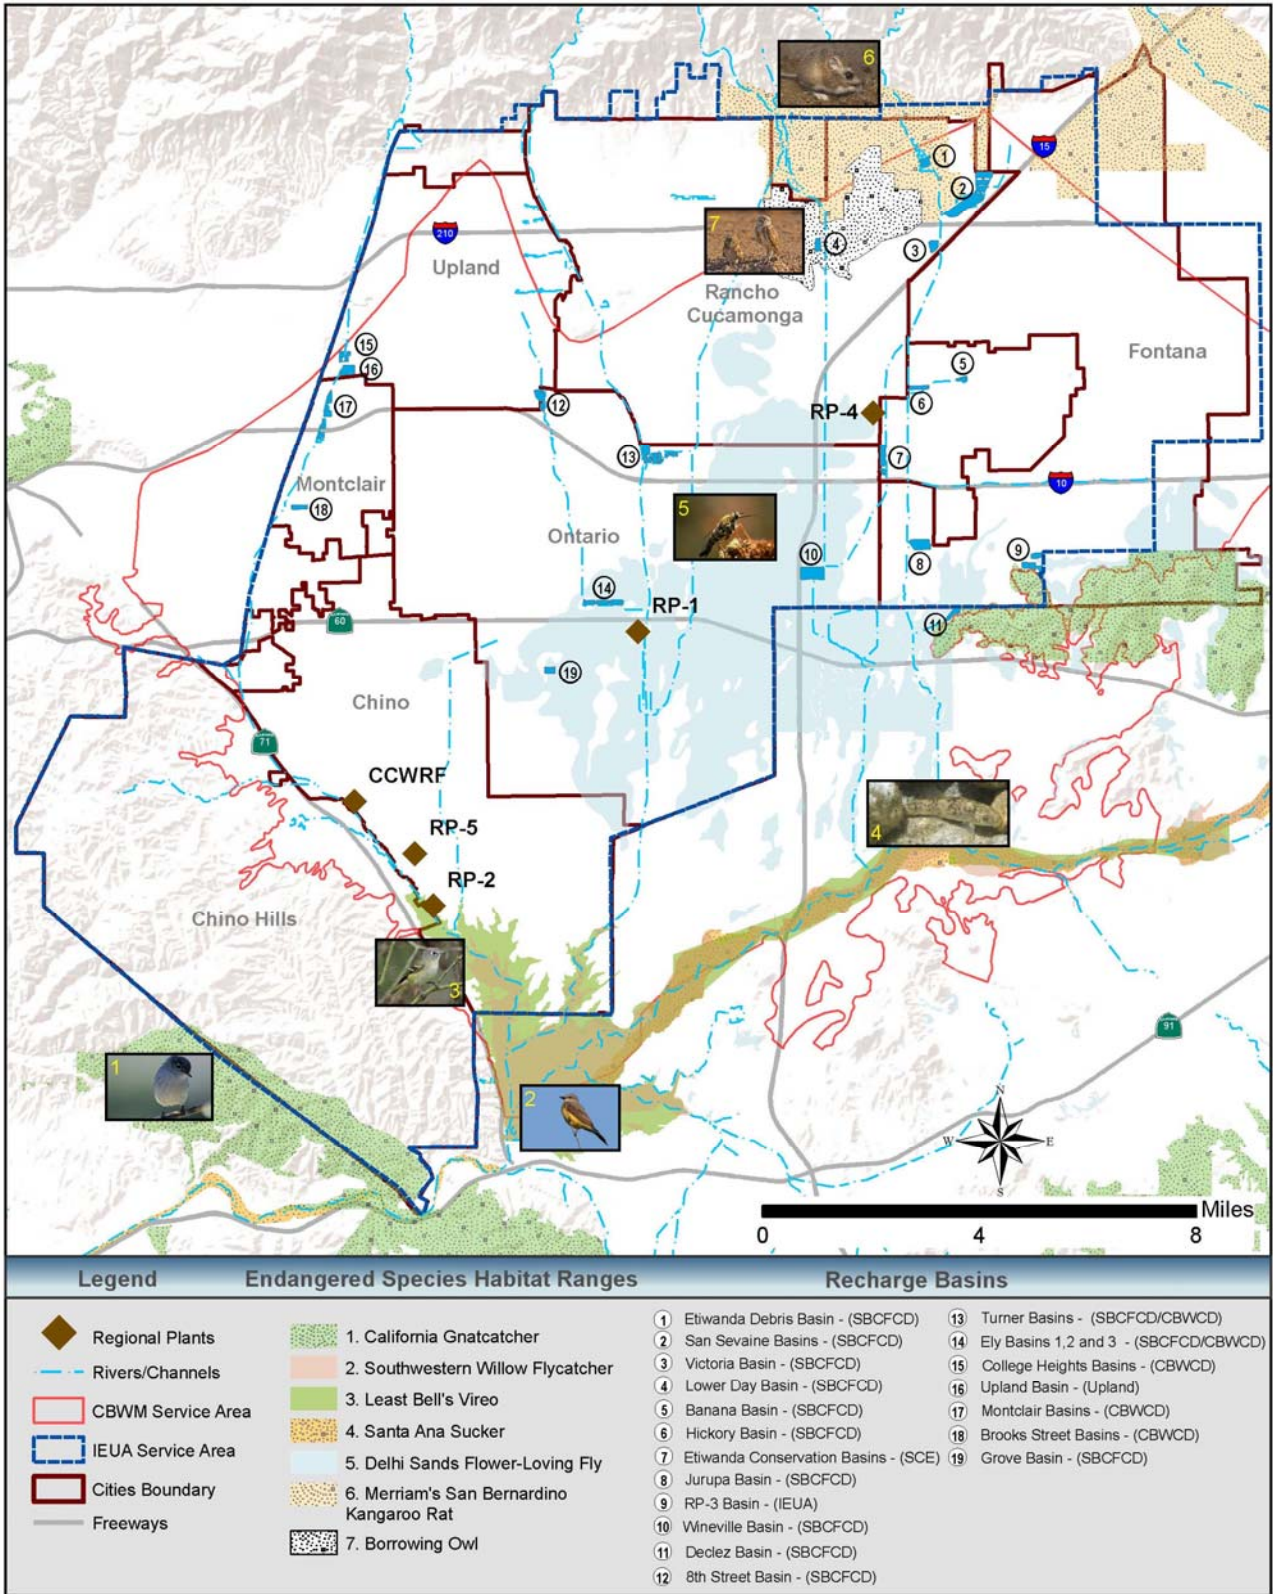 6
1
15
2
7
210
4
3
Upland
Rancho
Cucamonga
15
5
Fontana
16
6
17
12
RP-4
13
7
Montclair
10
18
5
Ontario
10
9
8
14
RP-1
60
11
19
Chino
71
CCWRF
RP-5
4
RP-2
Chino Hills
3
91
1
2
N
W
E
S
Miles
0 4 8
Legend
Regional Plants
Rivers/Channels
CBWM Service Area
IEUA Service Area
Cities Boundary
Freeways
Endangered Species Habitat Ranges
1. California Gnatcatcher
2. Southwestern Willow Flycatcher
3. Least Bell's Vireo
4. Santa Ana Sucker
5. Delhi Sands Flower-Loving Fly
6. Merriam's San Bernardino
Kangaroo Rat
7. Borrowing Owl
Recharge Basins
1 Etiwanda Debris Basin - (SBCFCD)
2 San Sevaine Basins - (SBCFCD)
3 Victoria Basin - (SBCFCD)
4 Lower Day Basin - (SBCFCD)
5 Banana Basin - (SBCFCD)
6 Hickory Basin - (SBCFCD)
7 Etiwanda Conservation Basins - (SCE)
8 Jurupa Basin - (SBCFCD)
9 RP-3 Basin - (IEUA)
10 Wineville Basin - (SBCFCD)
11 Declez Basin - (SBCFCD)
12 8th Street Basin - (SBCFCD)
13 Turner Basins - (SBCFCD/CBWCD)
14 Ely Basins 1,2 and 3 - (SBCFCD/CBWCD)
15 College Heights Basins - (CBWCD)
16 Upland Basin - (Upland)
17 Montclair Basins - (CBWCD)
18 Brooks Street Basins - (CBWCD)
19 Grove Basin - (SBCFCD)